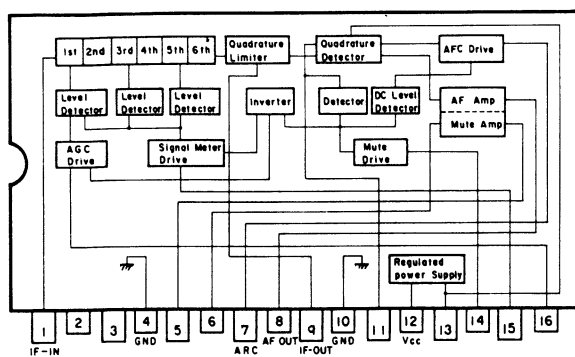 1st 2nd 3rd 4th 5th 6th
Quadrature
Limiter
Quadrature
Detector
AFC Drive
Level
Detector
Level
Detector
Level
Detector
Inverter
Detector
DC Level
Detector
AF Amp
Mute Amp
AGC
Drive
Signal Meter
Drive
Mute
Drive
Regulated
power Supply
1 2 3 4 5 6 7 8 9 10 11 12 13 14 15 16
IF-IN GND ARC AF OUT IF-OUT GND Vcc